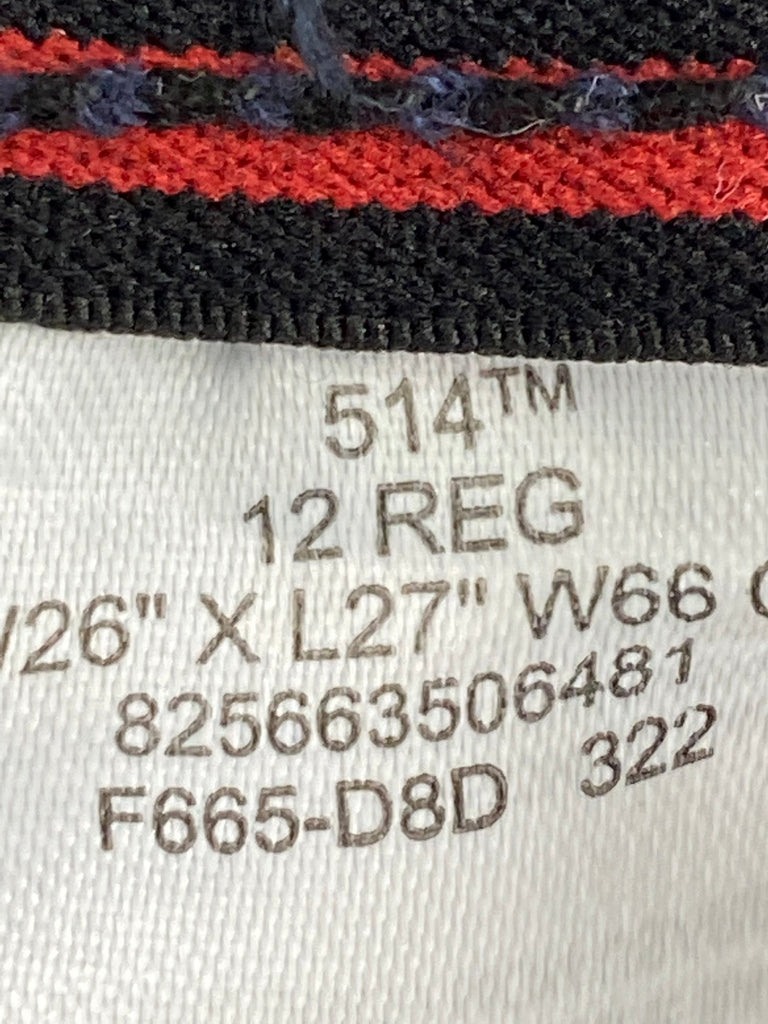 514™
12 REG
26" X L27" W66
825663506481
F665-D8D 322